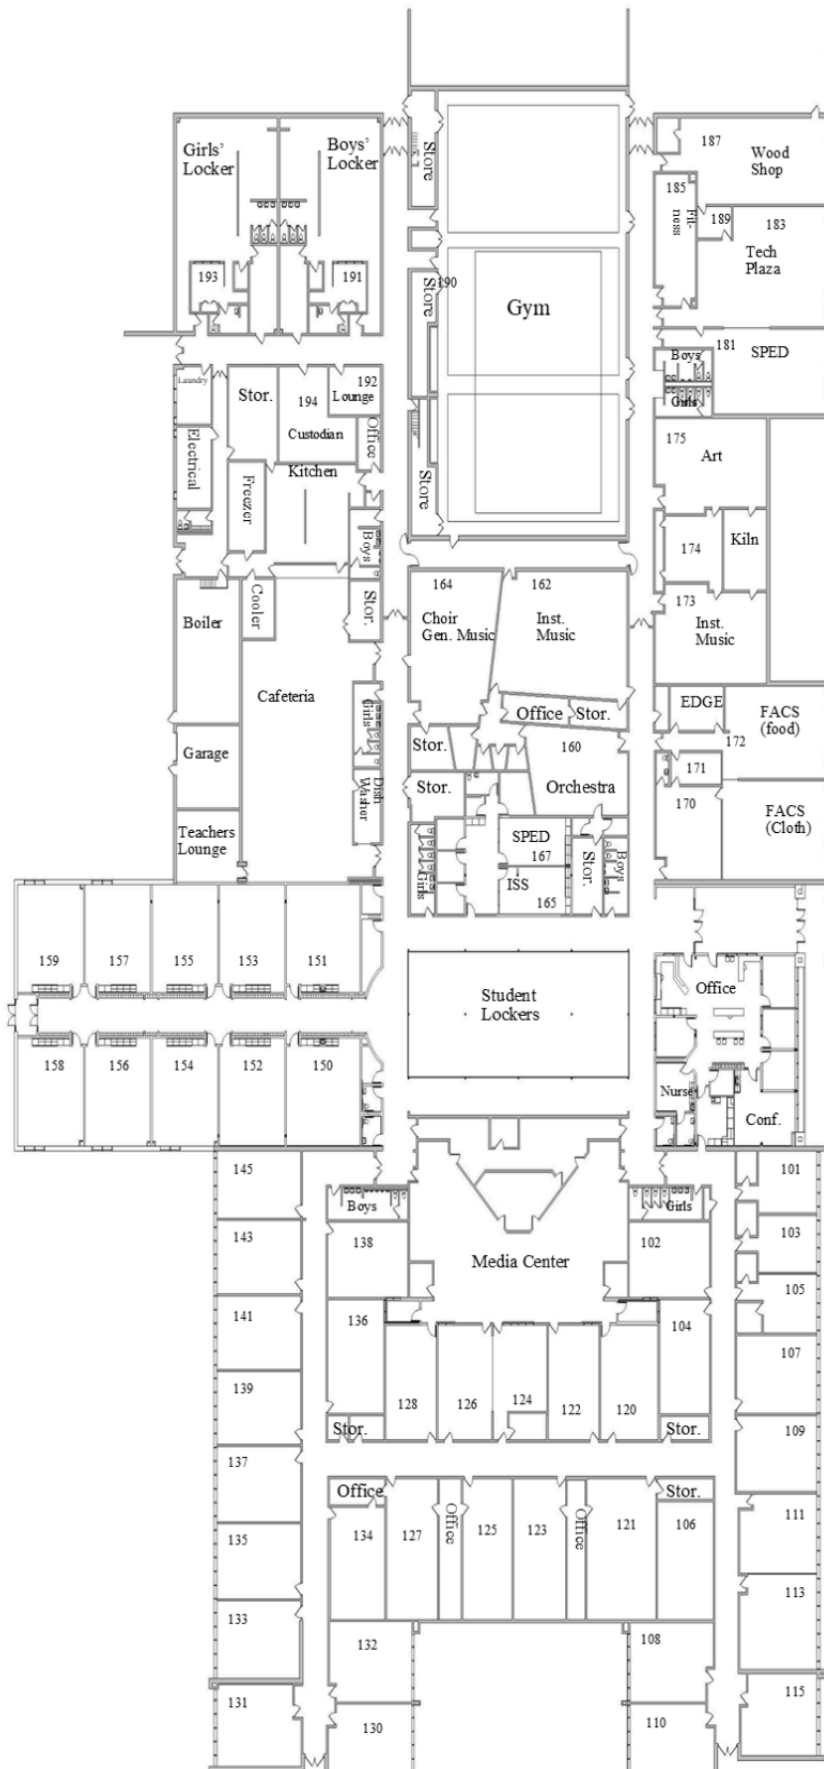 Girls'
Locker
Boys'
Locker
193
191
Store
187
Wood
Shop
185
Fit-
ness
189
183
Tech
Plaza
190
Store
Gym
181
SPED
Boys
Girls
Laundry
Stor.
194
Custodian
192
Lounge
Office
Electrical
Freezer
Kitchen
Boys
Store
175
Art
174
Kiln
173
Inst.
Music
Boiler
Cooler
Stor.
164
Choir
Gen. Music
162
Inst.
Music
Cafeteria
Girls
Office
Stor.
EDGE
FACS
(food)
172
Garage
Stor.
160
Orchestra
171
170
Dish
Washer
Stor.
FACS
(Cloth)
Teachers
Lounge
Girls
SPED
167
ISS
165
Stor.
Boys
159
157
155
153
151
Student
Lockers
Office
158
156
154
152
150
Nurse
Conf.
145
Boys
Girls
101
143
138
Media Center
102
103
105
141
136
104
107
139
128
126
124
122
120
Stor.
Stor.
109
137
Office
Stor.
135
134
127
Office
125
123
Office
121
106
111
133
113
132
108
131
130
110
115